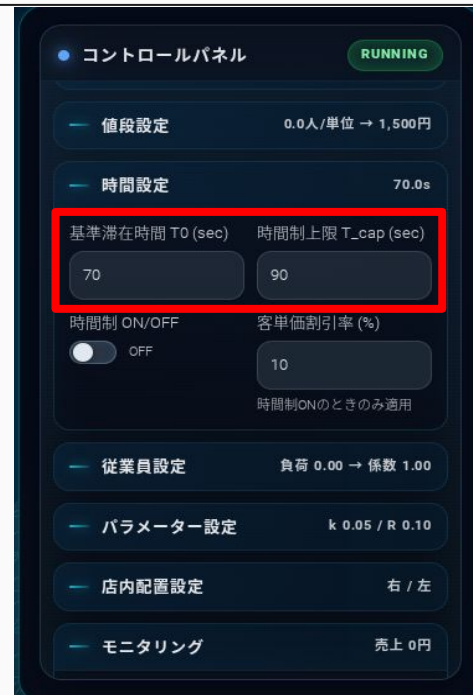 コントロールパネル RUNNING
値段設定 0.0人/単位 → 1,500円
時間設定 70.0s
基準滞在時間 T0 (sec) 時間制上限 T_cap (sec)
70 90
時間制 ON/OFF 客単価割引率 (%)
OFF
10
時間制ONのときのみ適用
従業員設定 負荷 0.00 → 係数 1.00
パラメーター設定 k 0.05 / R 0.10
店内配置設定 右 / 左
モニタリング 売上 0円